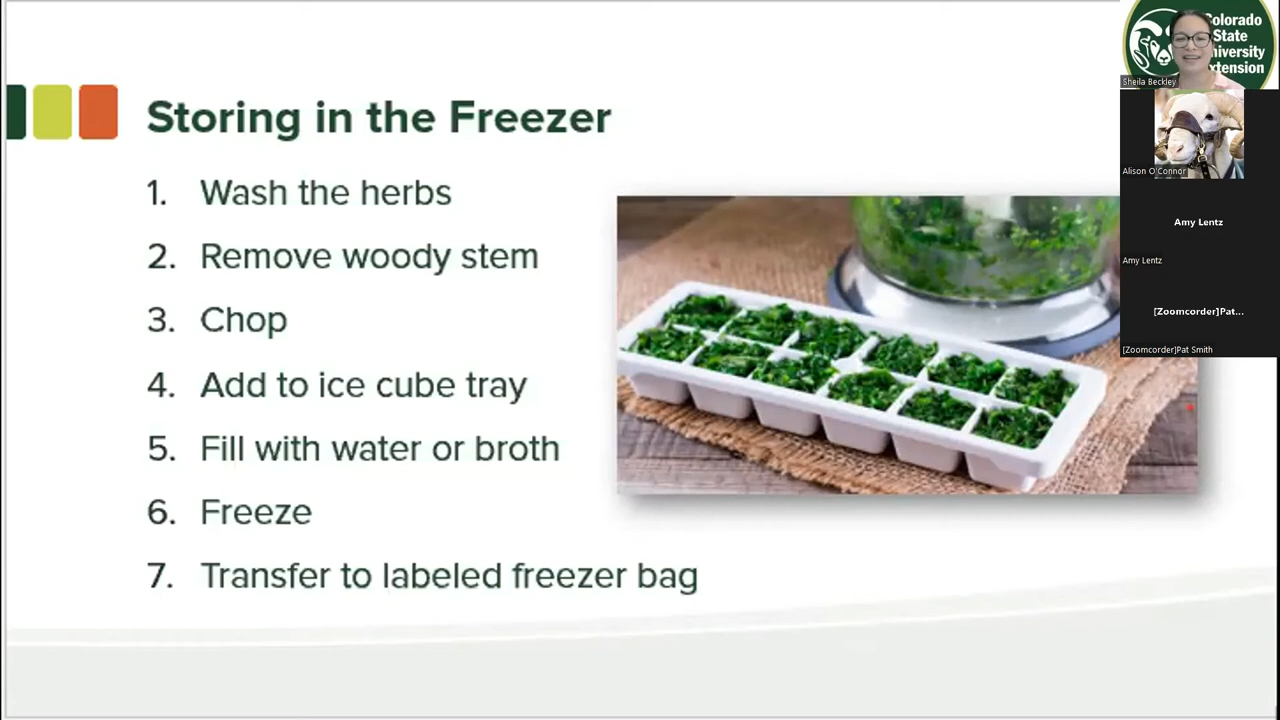 Storing in the Freezer
1. Wash the herbs
2. Remove woody stem
3. Chop
4. Add to ice cube tray
5. Fill with water or broth
6. Freeze
7. Transfer to labeled freezer bag
Colorado
State
University
Extension
Sheila Beckley
Alison O'Connor
Amy Lentz
Amy Lentz
[Zoomcorder]Pat...
[Zoomcorder]Pat Smith